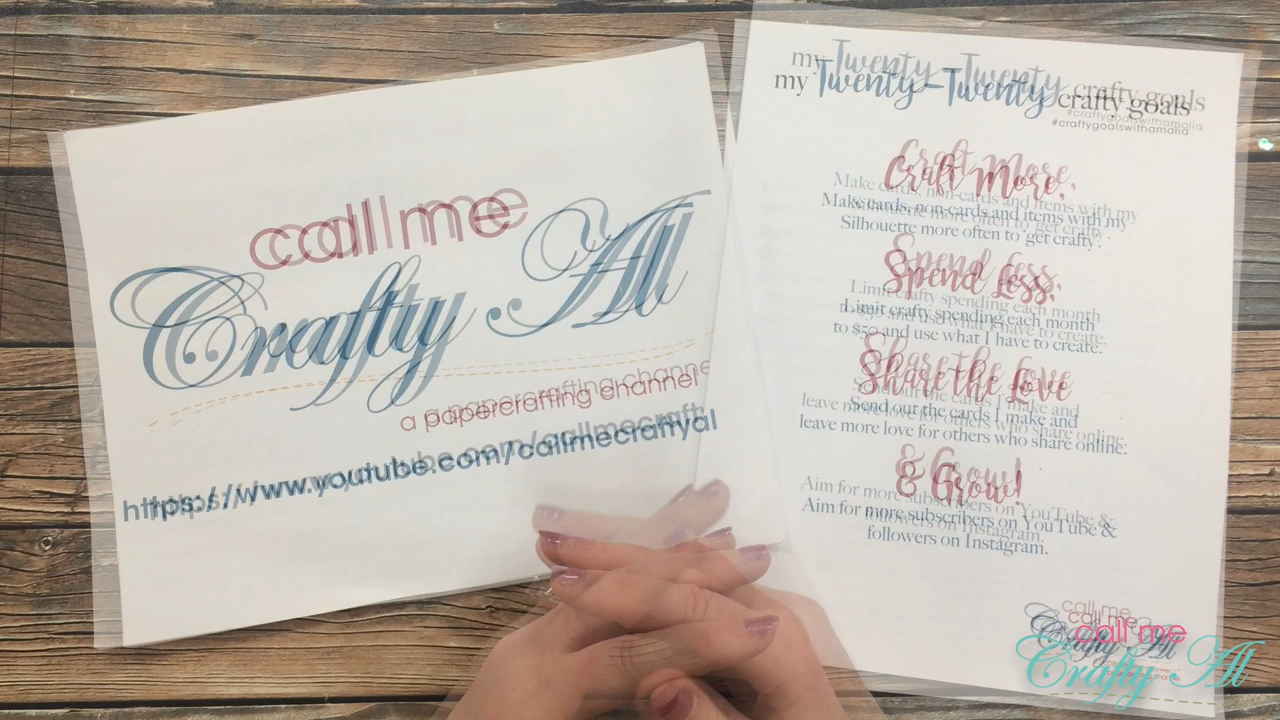 call me
Crafty Al
a papercrafting channel
https://www.youtube.com/callmecraftyal
my Twenty-Twenty crafty goals
#craftygoalswithamalia
Craft More,
Make cards, non-cards and items with my
Silhouette more often to 'get crafty'.
Spend Less,
Limit crafty spending each month
to $50 and use what I have to create.
Share the Love
Send out the cards I make and
leave more love for others who share online.
& Grow!
Aim for more subscribers on YouTube &
followers on Instagram.
call me
Crafty Al
call me
Crafty Al